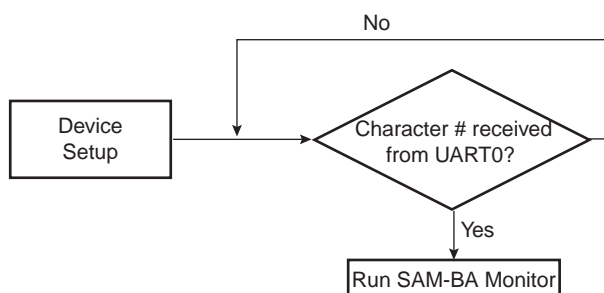 No
Device
Setup
Character # received
from UART0?
Yes
Run SAM-BA Monitor